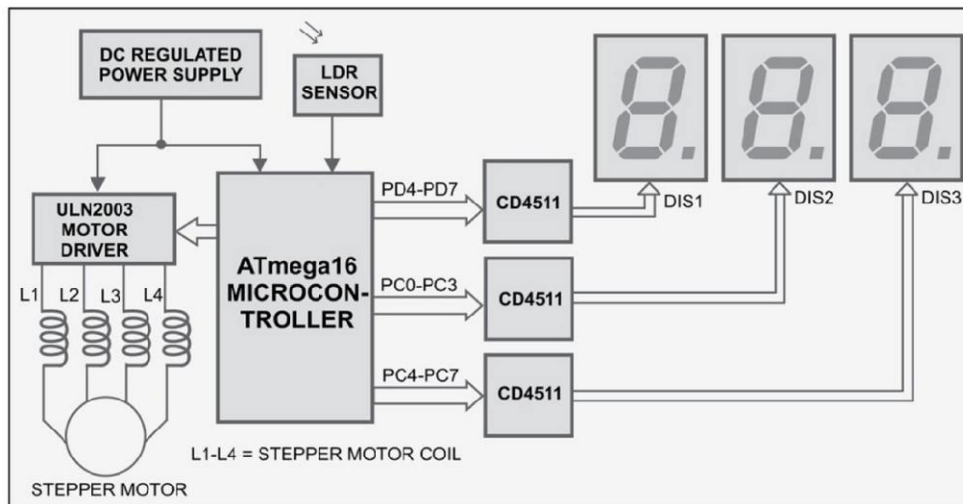 DC REGULATED
POWER SUPPLY
LDR
SENSOR
ULN2003
MOTOR
DRIVER
ATmega16
MICROCON-
TROLLER
PD4-PD7
CD4511
DIS1
DIS2
DIS3
PC0-PC3
CD4511
PC4-PC7
CD4511
L1 L2 L3 L4
L1-L4 = STEPPER MOTOR COIL
STEPPER MOTOR